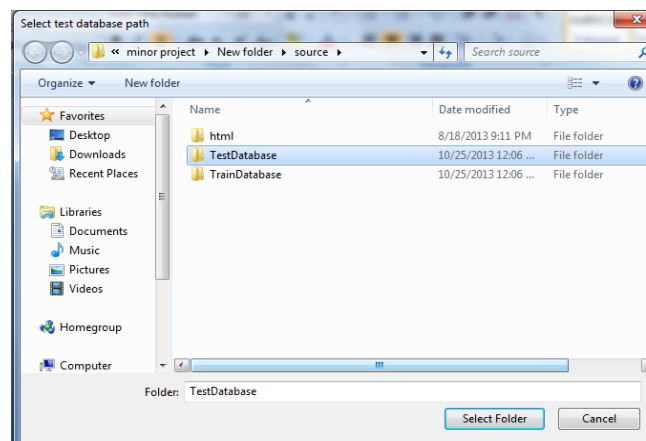 Select test database path
« minor project ▸ New folder ▸ source ▸ Search source
Organize New folder
Name Date modified Type
Favorites
Desktop
Downloads
Recent Places
Libraries
Documents
Music
Pictures
Videos
Homegroup
Computer
html 8/18/2013 9:11 PM File folder
TestDatabase 10/25/2013 12:06 ... File folder
TrainDatabase 10/25/2013 12:06 ... File folder
Folder: TestDatabase
Select Folder Cancel